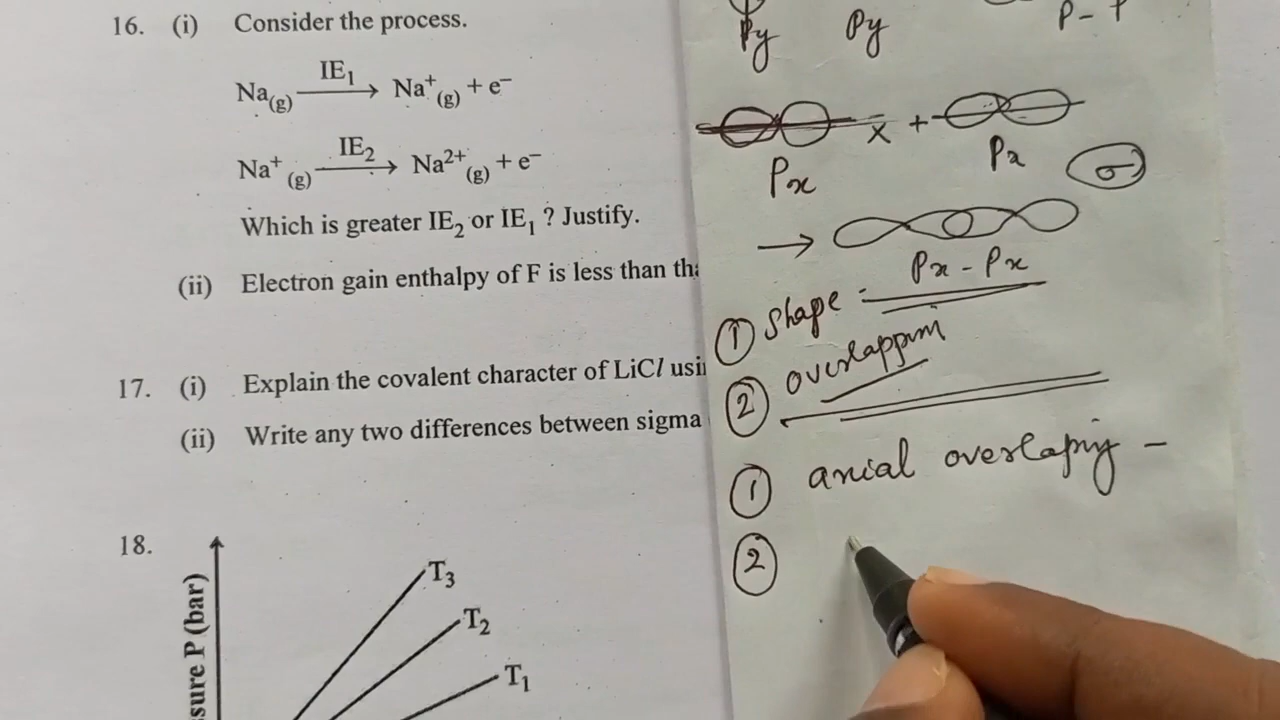 16. (i) Consider the process.
Na(g) IE₁ → Na⁺(g) + e⁻
Na⁺(g) IE₂ → Na²⁺(g) + e⁻
Which is greater IE₂ or IE₁ ? Justify.
(ii) Electron gain enthalpy of F is less than tha
17. (i) Explain the covalent character of LiCl usi
(ii) Write any two differences between sigma
18.
ssure P (bar)
T₃
T₂
T₁
Py Py P-
x + 
Px Px σ
→
Px - Px
① Shape :-
② overlappim
① axial overlapiy -
②